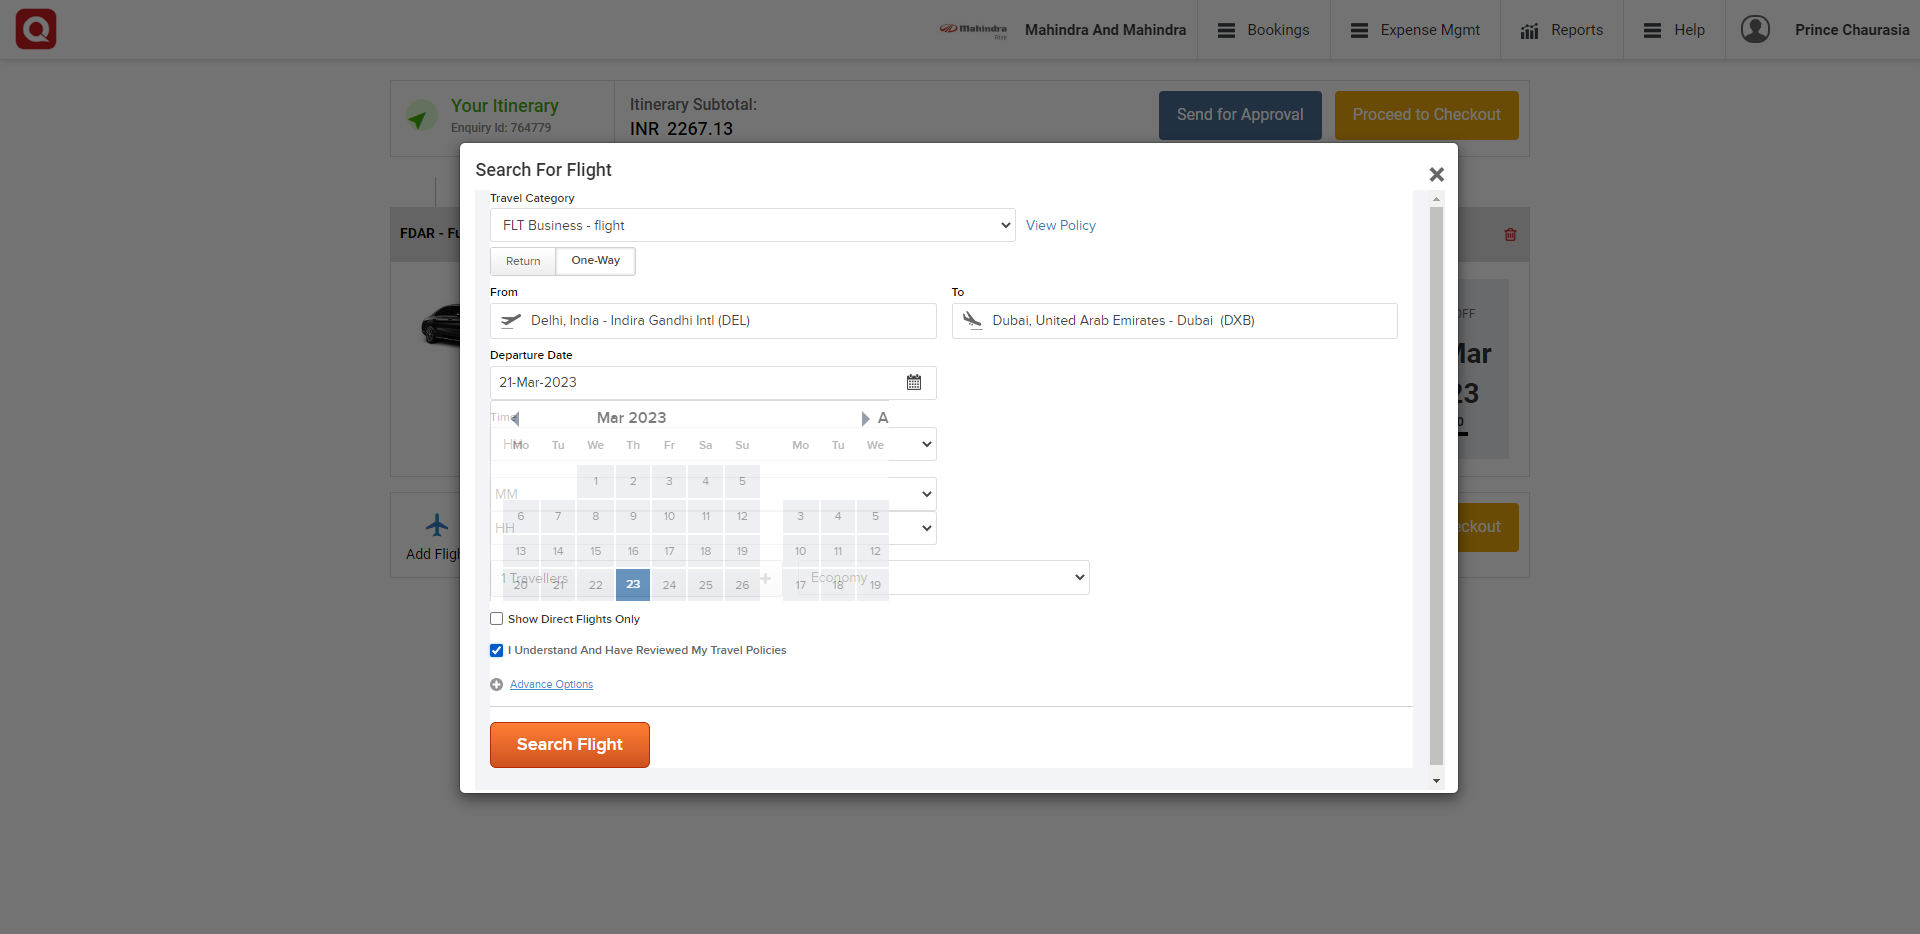 Mahindra Rise
Mahindra And Mahindra
Bookings
Expense Mgmt
Reports
Help
Prince Chaurasia
Your Itinerary
Enquiry Id: 764779
Itinerary Subtotal:
INR 2267.13
Send for Approval
Proceed to Checkout
Search For Flight
Travel Category
FLT Business - flight
View Policy
FDAR - Fu
Return
One-Way
From
To
Delhi, India - Indira Gandhi Intl (DEL)
Dubai, United Arab Emirates - Dubai (DXB)
OFF
Mar
23
0
Departure Date
21-Mar-2023
Time
Mar 2023
A
HH
Mo Tu We Th Fr Sa Su
Mo Tu We
1 2 3 4 5
MM
6 7 8 9 10 11 12
3 4 5
HH
13 14 15 16 17 18 19
10 11 12
1 Travellers
Economy
20 21 22 23 24 25 26
17 18 19
Add Fligh
eckout
Show Direct Flights Only
I Understand And Have Reviewed My Travel Policies
Advance Options
Search Flight